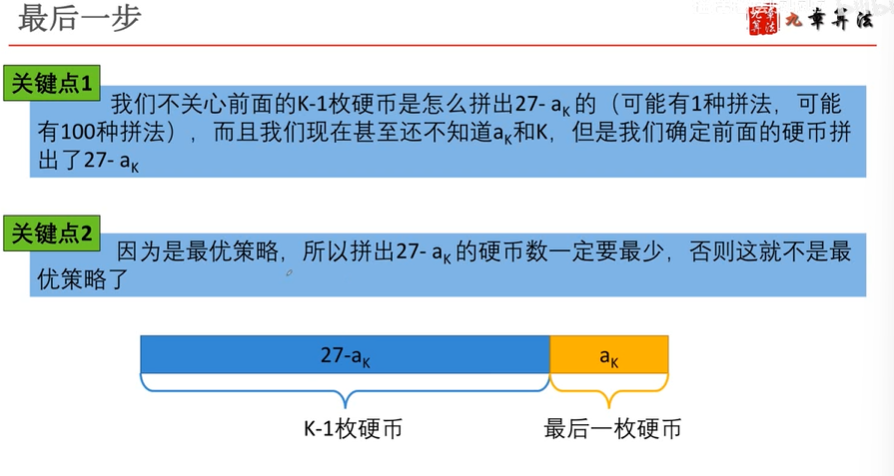 最后一步
九章算法
关键点1
我们不关心前面的K-1枚硬币是怎么拼出27- aK的（可能有1种拼法，可能
有100种拼法），而且我们现在甚至还不知道aK和K，但是我们确定前面的硬币拼
出了27- aK
关键点2
因为是最优策略，所以拼出27- aK的硬币数一定要最少，否则这就不是最
优策略了
27-aK
aK
K-1枚硬币
最后一枚硬币